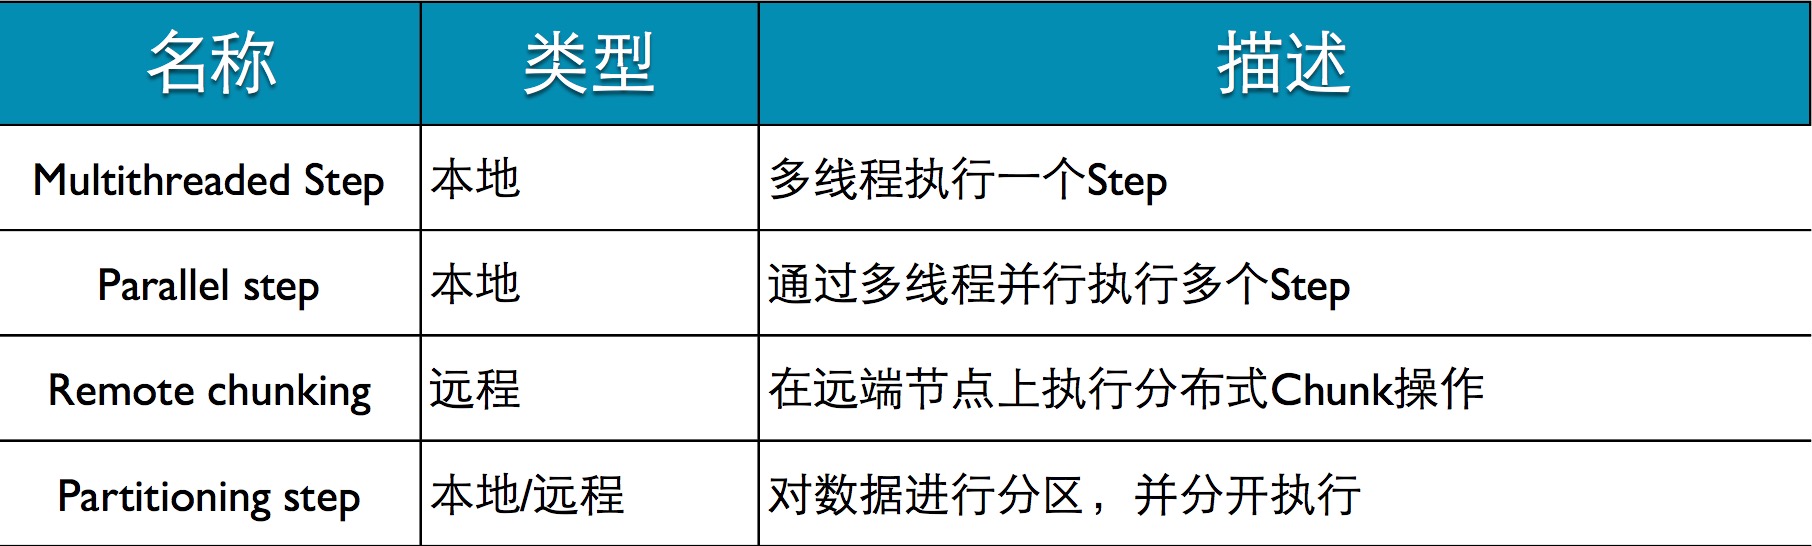 名称 类型 描述
Multithreaded Step 本地 多线程执行一个Step
Parallel step 本地 通过多线程并行执行多个Step
Remote chunking 远程 在远端节点上执行分布式Chunk操作
Partitioning step 本地/远程 对数据进行分区，并分开执行